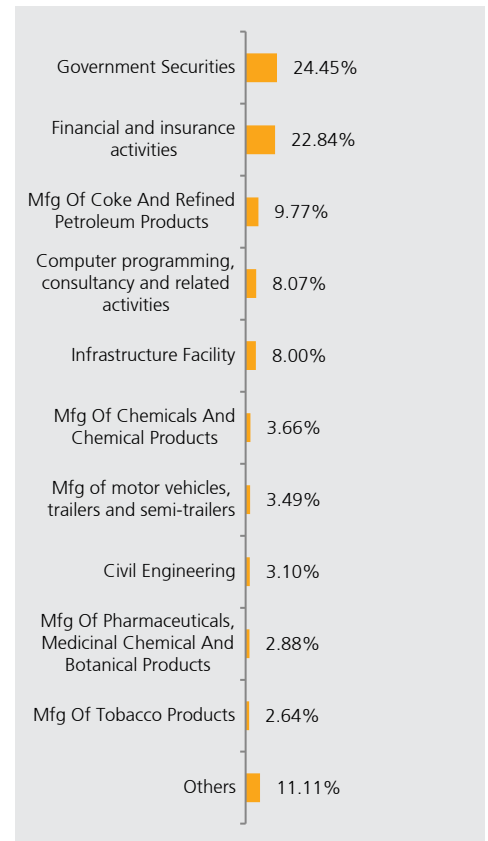 Government Securities 24.45%
Financial and insurance
activities 22.84%
Mfg Of Coke And Refined
Petroleum Products 9.77%
Computer programming,
consultancy and related
activities 8.07%
Infrastructure Facility 8.00%
Mfg Of Chemicals And
Chemical Products 3.66%
Mfg of motor vehicles,
trailers and semi-trailers 3.49%
Civil Engineering 3.10%
Mfg Of Pharmaceuticals,
Medicinal Chemical And
Botanical Products 2.88%
Mfg Of Tobacco Products 2.64%
Others 11.11%